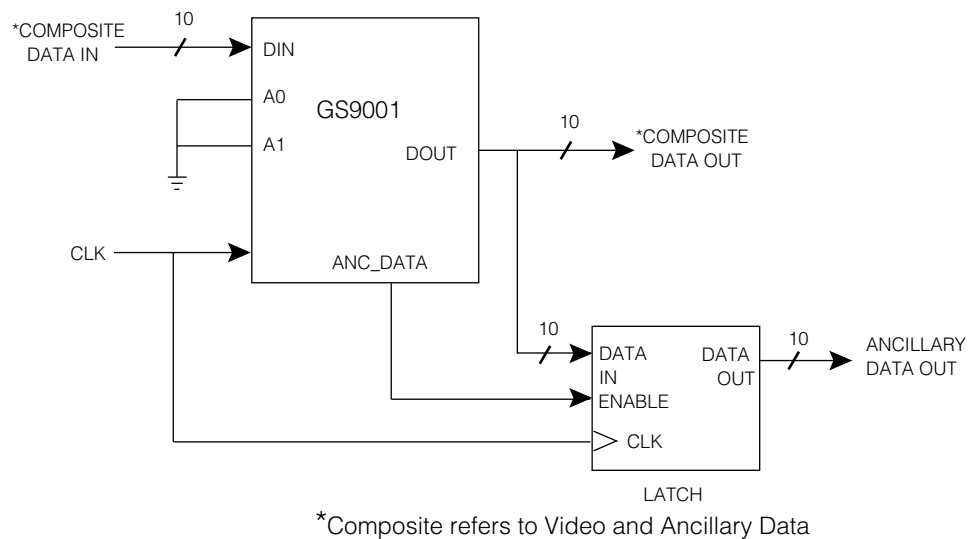 *COMPOSITE
DATA IN
10
DIN
A0
GS9001
A1
DOUT
10
*COMPOSITE
DATA OUT
CLK
ANC_DATA
10
DATA
IN
ENABLE
CLK
DATA
OUT
10
ANCILLARY
DATA OUT
LATCH
*Composite refers to Video and Ancillary Data